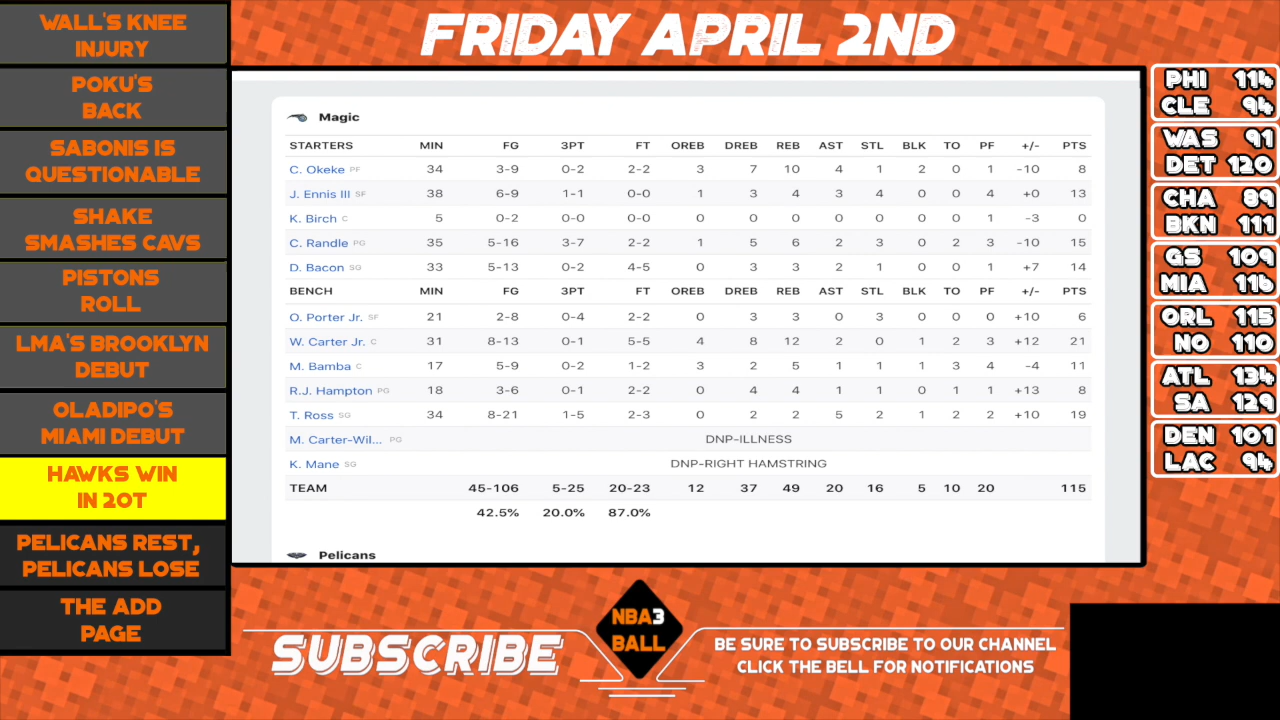 WALL'S KNEE
INJURY
POKU'S
BACK
SABONIS IS
QUESTIONABLE
SHAKE
SMASHES CAVS
PISTONS
ROLL
LMA'S BROOKLYN
DEBUT
OLADIPO'S
MIAMI DEBUT
HAWKS WIN
IN 2OT
PELICANS REST,
PELICANS LOSE
THE ADD
PAGE
FRIDAY APRIL 2ND
Magic
STARTERS MIN FG 3PT FT OREB DREB REB AST STL BLK TO PF +/- PTS
C. Okeke PF 34 3-9 0-2 2-2 3 7 10 4 1 2 0 1 -10 8
J. Ennis III SF 38 6-9 1-1 0-0 1 3 4 3 4 0 0 4 +0 13
K. Birch C 5 0-2 0-0 0-0 0 0 0 0 0 0 0 1 -3 0
C. Randle PG 35 5-16 3-7 2-2 1 5 6 2 3 0 2 3 -10 15
D. Bacon SG 33 5-13 0-2 4-5 0 3 3 2 1 0 0 1 +7 14
BENCH MIN FG 3PT FT OREB DREB REB AST STL BLK TO PF +/- PTS
O. Porter Jr. SF 21 2-8 0-4 2-2 0 3 3 0 3 0 0 0 +10 6
W. Carter Jr. C 31 8-13 0-1 5-5 4 8 12 2 0 1 2 3 +12 21
M. Bamba C 17 5-9 0-2 1-2 3 2 5 1 1 1 3 4 -4 11
R.J. Hampton PG 18 3-6 0-1 2-2 0 4 4 1 1 0 1 1 +13 8
T. Ross SG 34 8-21 1-5 2-3 0 2 2 5 2 1 2 2 +10 19
M. Carter-Wil... PG DNP-ILLNESS
K. Mane SG DNP-RIGHT HAMSTRING
TEAM 45-106 5-25 20-23 12 37 49 20 16 5 10 20 115
42.5% 20.0% 87.0%
Pelicans
PHI 114
CLE 94
WAS 91
DET 120
CHA 89
BKN 111
GS 109
MIA 116
ORL 115
NO 110
ATL 134
SA 129
DEN 101
LAC 94
SUBSCRIBE
NBA3
BALL
BE SURE TO SUBSCRIBE TO OUR CHANNEL
CLICK THE BELL FOR NOTIFICATIONS